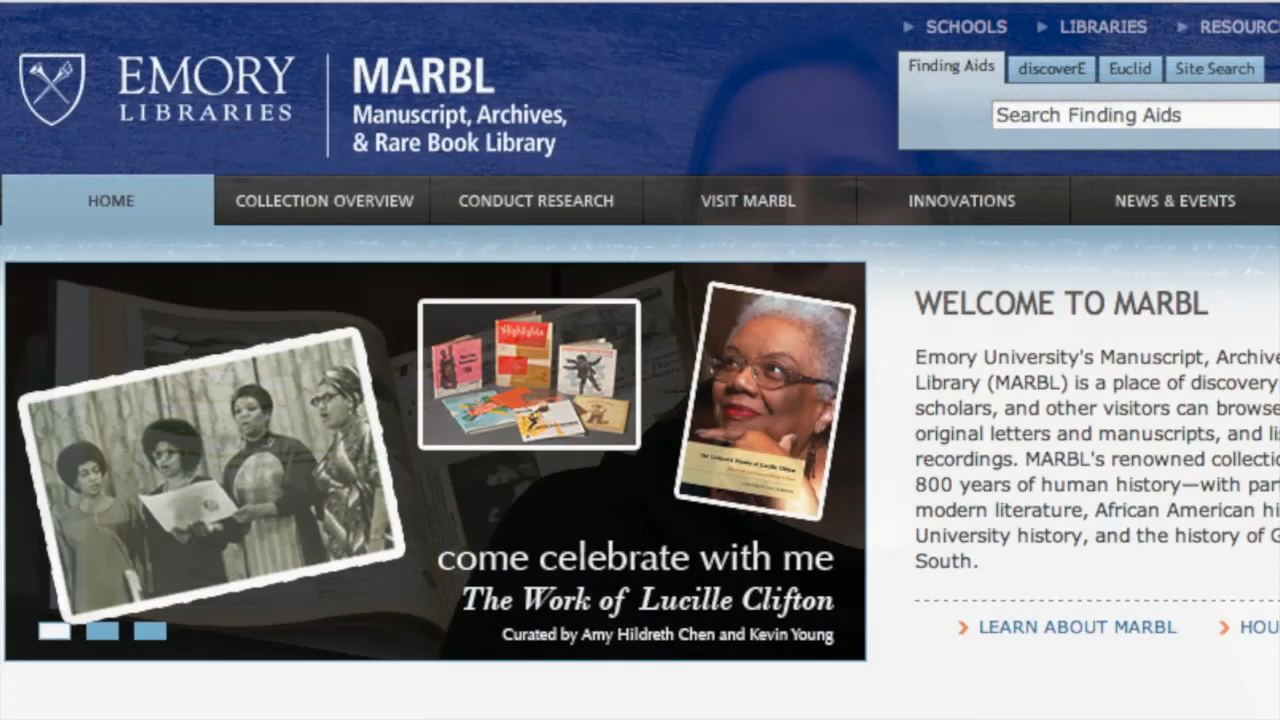 SCHOOLS LIBRARIES RESOURC
EMORY
LIBRARIES
MARBL
Manuscript, Archives,
& Rare Book Library
Finding Aids discoverE Euclid Site Search
Search Finding Aids
HOME COLLECTION OVERVIEW CONDUCT RESEARCH VISIT MARBL INNOVATIONS NEWS & EVENTS
Highlights
come celebrate with me
The Work of Lucille Clifton
Curated by Amy Hildreth Chen and Kevin Young
WELCOME TO MARBL
Emory University's Manuscript, Archive
Library (MARBL) is a place of discovery
scholars, and other visitors can browse
original letters and manuscripts, and li
recordings. MARBL's renowned collectio
800 years of human history—with part
modern literature, African American hi
University history, and the history of G
South.
LEARN ABOUT MARBL HOU